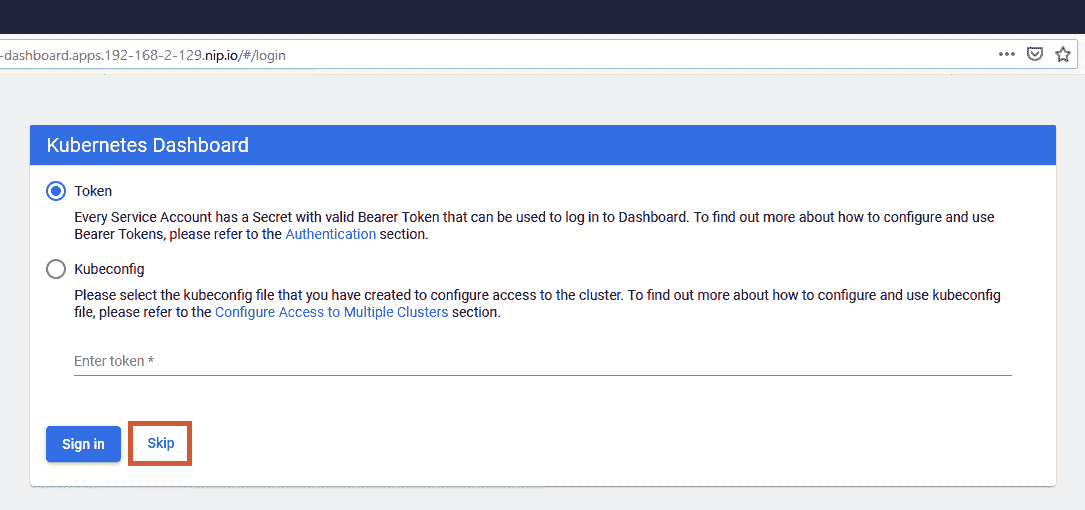 -dashboard.apps.192-168-2-129.nip.io/#/login
Kubernetes Dashboard
Token
Every Service Account has a Secret with valid Bearer Token that can be used to log in to Dashboard. To find out more about how to configure and use
Bearer Tokens, please refer to the Authentication section.
Kubeconfig
Please select the kubeconfig file that you have created to configure access to the cluster. To find out more about how to configure and use kubeconfig
file, please refer to the Configure Access to Multiple Clusters section.
Enter token *
Sign in
Skip